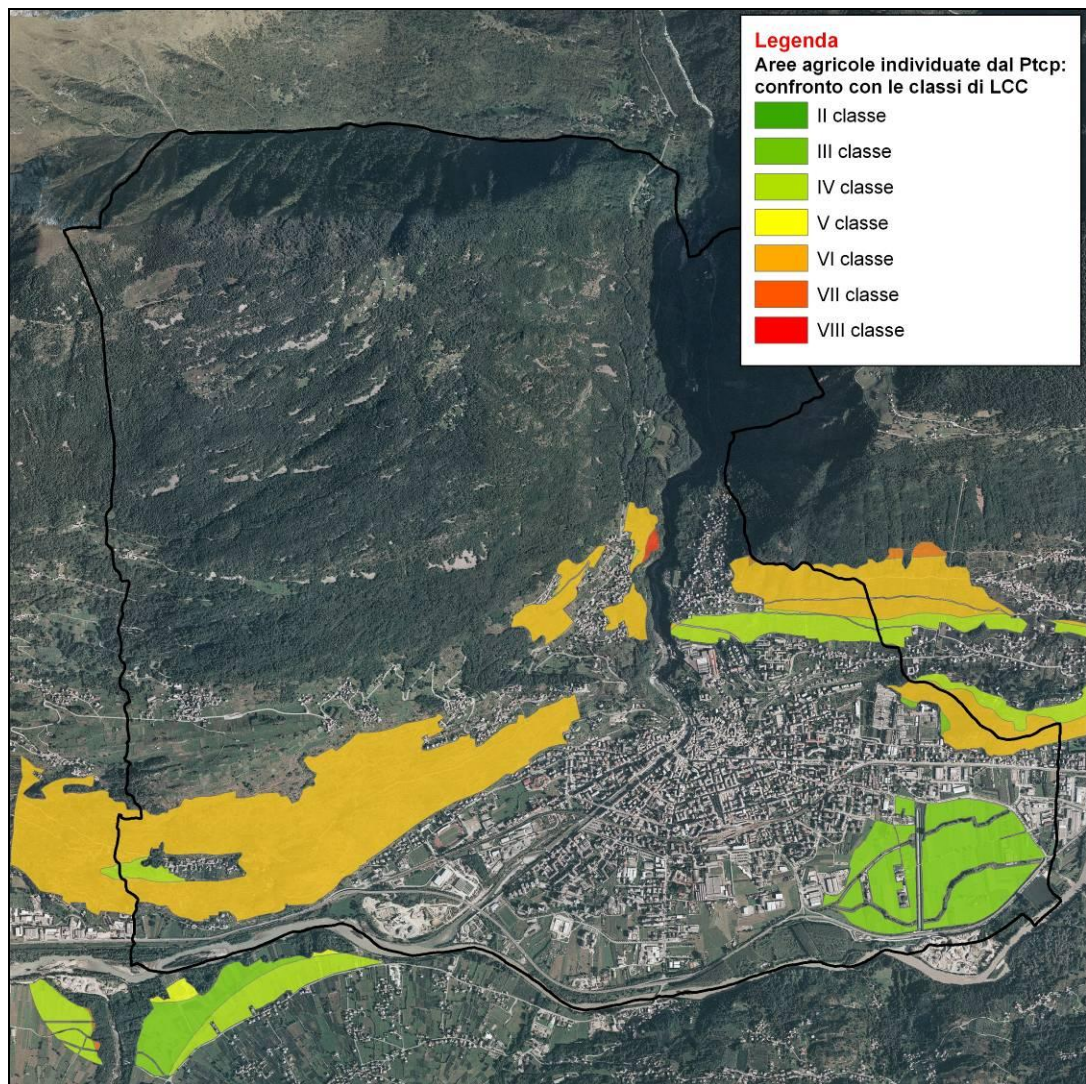 Legenda
Aree agricole individuate dal Ptcp:
confronto con le classi di LCC
II classe
III classe
IV classe
V classe
VI classe
VII classe
VIII classe